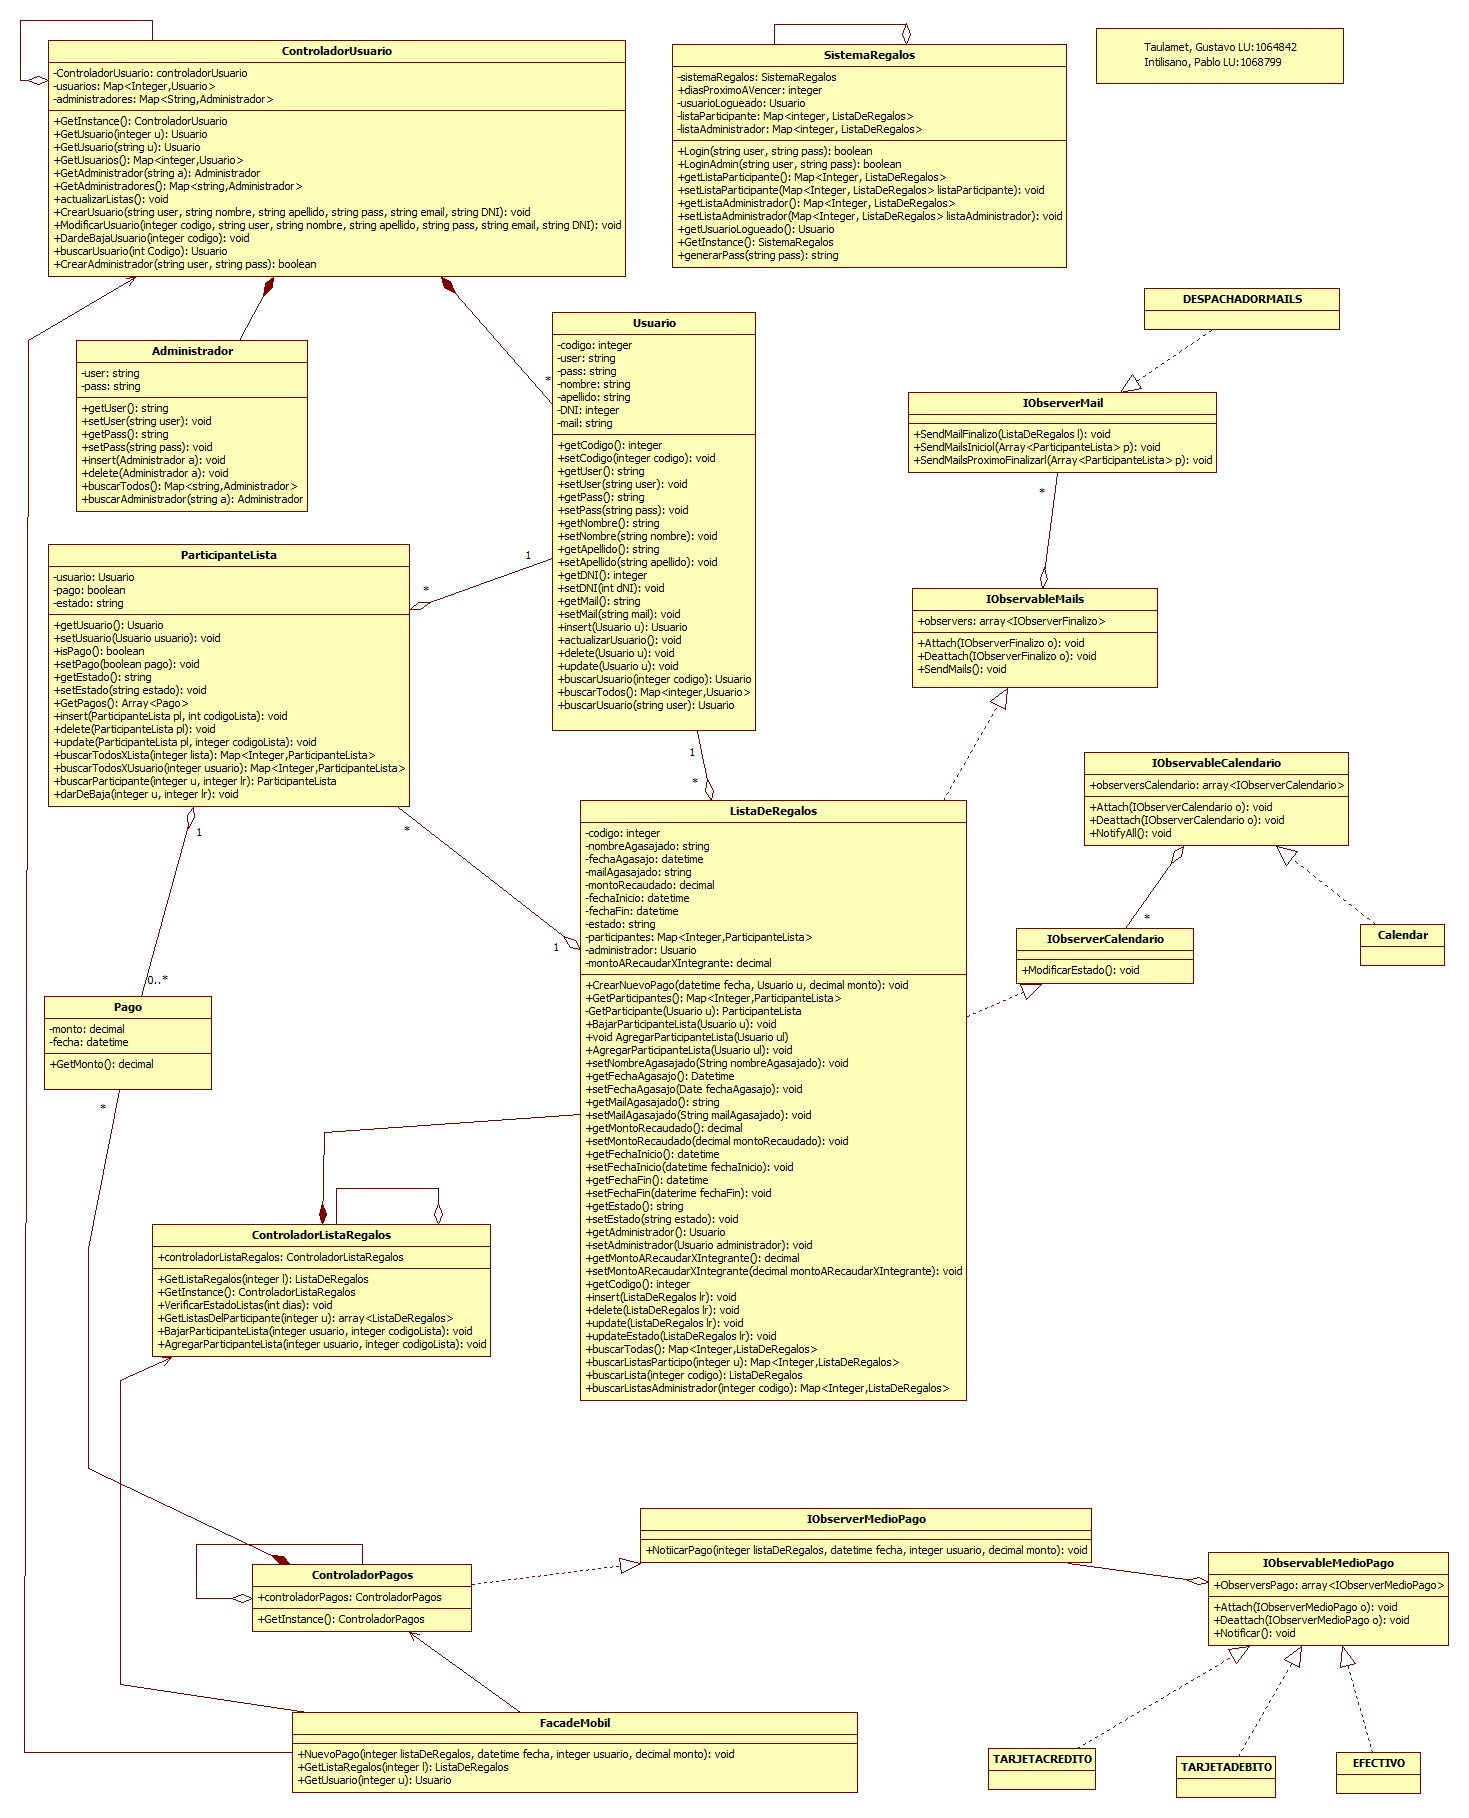 ControladorUsuario
-ControladorUsuario: controladorUsuario
-usuarios: Map<Integer,Usuario>
-administradores: Map<String,Administrador>
+GetInstance(): ControladorUsuario
+GetUsuario(integer u): Usuario
+GetUsuario(string u): Usuario
+GetUsuarios(): Map<integer,Usuario>
+GetAdministrador(string a): Administrador
+GetAdministradores(): Map<string,Administrador>
+actualizarListas(): void
+CrearUsuario(string user, string nombre, string apellido, string pass, string email, string DNI): void
+ModificarUsuario(integer codigo, string user, string nombre, string apellido, string pass, string email, string DNI): void
+DardeBajaUsuario(integer codigo): void
+buscarUsuario(int Codigo): Usuario
+CrearAdministrador(string user, string pass): boolean
SistemaRegalos
-sistemaRegalos: SistemaRegalos
+diasProximoAVencer: integer
-usuarioLogueado: Usuario
-listaParticipante: Map<integer, ListaDeRegalos>
-listaAdministrador: Map<integer, ListaDeRegalos>
+Login(string user, string pass): boolean
+LoginAdmin(string user, string pass): boolean
+getListaParticipante(): Map<Integer, ListaDeRegalos>
+setListaParticipante(Map<Integer, ListaDeRegalos> listaParticipante): void
+getListaAdministrador(): Map<Integer, ListaDeRegalos>
+setListaAdministrador(Map<Integer, ListaDeRegalos> listaAdministrador): void
+getUsuarioLogueado(): Usuario
+GetInstance(): SistemaRegalos
+generarPass(string pass): string
Taulamet, Gustavo LU:1064842
Intilisano, Pablo LU:1068799
DESPACHADORMAILS
Administrador
-user: string
-pass: string
+getUser(): string
+setUser(string user): void
+getPass(): string
+setPass(string pass): void
+insert(Administrador a): void
+delete(Administrador a): void
+buscarTodos(): Map<string,Administrador>
+buscarAdministrador(string a): Administrador
*
Usuario
-codigo: integer
-user: string
-pass: string
-nombre: string
-apellido: string
-DNI: integer
-mail: string
+getCodigo(): integer
+setCodigo(integer codigo): void
+getUser(): string
+setUser(string user): void
+getPass(): string
+setPass(string pass): void
+getNombre(): string
+setNombre(string nombre): void
+getApellido(): string
+setApellido(string apellido): void
+getDNI(): integer
+setDNI(int dNI): void
+getMail(): string
+setMail(string mail): void
+insert(Usuario u): Usuario
+actualizarUsuario(): void
+delete(Usuario u): void
+update(Usuario u): void
+buscarUsuario(integer codigo): Usuario
+buscarTodos(): Map<integer,Usuario>
+buscarUsuario(string user): Usuario
IObserverMail
+SendMailFinalizo(ListaDeRegalos l): void
+SendMailsIniciol(Array<ParticipanteLista> p): void
+SendMailsProximoFinalizarl(Array<ParticipanteLista> p): void
*
IObservableMails
+observers: array<IObserverFinalizo>
+Attach(IObserverFinalizo o): void
+Deattach(IObserverFinalizo o): void
+SendMails(): void
ParticipanteLista
-usuario: Usuario
-pago: boolean
-estado: string
+getUsuario(): Usuario
+setUsuario(Usuario usuario): void
+isPago(): boolean
+setPago(boolean pago): void
+getEstado(): string
+setEstado(string estado): void
+GetPagos(): Array<Pago>
+insert(ParticipanteLista pl, int codigoLista): void
+delete(ParticipanteLista pl): void
+update(ParticipanteLista pl, integer codigoLista): void
+buscarTodosXLista(integer lista): Map<Integer,ParticipanteLista>
+buscarTodosXUsuario(integer usuario): Map<Integer,ParticipanteLista>
+buscarParticipante(integer u, integer lr): ParticipanteLista
+darDeBaja(integer u, integer lr): void
*
1
1
*
1
*
1
0..*
IObservableCalendario
+observersCalendario: array<IObserverCalendario>
+Attach(IObserverCalendario o): void
+Deattach(IObserverCalendario o): void
+NotifyAll(): void
*
IObserverCalendario
+ModificarEstado(): void
Calendar
ListaDeRegalos
-codigo: integer
-nombreAgasajado: string
-fechaAgasajo: datetime
-mailAgasajado: string
-montoRecaudado: decimal
-fechaInicio: datetime
-fechaFin: datetime
-estado: string
-participantes: Map<Integer,ParticipanteLista>
-administrador: Usuario
-montoARecaudarXIntegrante: decimal
+CrearNuevoPago(datetime fecha, Usuario u, decimal monto): void
+GetParticipantes(): Map<Integer,ParticipanteLista>
-GetParticipante(Usuario u): ParticipanteLista
+BajarParticipanteLista(Usuario u): void
+void AgregarParticipanteLista(Usuario ul)
+AgregarParticipanteLista(Usuario ul): void
+setNombreAgasajado(String nombreAgasajado): void
+getFechaAgasajo(): Datetime
+setFechaAgasajo(Date fechaAgasajo): void
+getMailAgasajado(): string
+setMailAgasajado(String mailAgasajado): void
+getMontoRecaudado(): decimal
+setMontoRecaudado(decimal montoRecaudado): void
+getFechaInicio(): datetime
+setFechaInicio(datetime fechaInicio): void
+getFechaFin(): datetime
+setFechaFin(daterime fechaFin): void
+getEstado(): string
+setEstado(string estado): void
+getAdministrador(): Usuario
+setAdministrador(Usuario administrador): void
+getMontoARecaudarXIntegrante(): decimal
+setMontoARecaudarXIntegrante(decimal montoARecaudarXIntegrante): void
+getCodigo(): integer
+insert(ListaDeRegalos lr): void
+delete(ListaDeRegalos lr): void
+update(ListaDeRegalos lr): void
+updateEstado(ListaDeRegalos lr): void
+buscarTodas(): Map<Integer,ListaDeRegalos>
+buscarListasParticipo(integer u): Map<Integer,ListaDeRegalos>
+buscarLista(integer codigo): ListaDeRegalos
+buscarListasAdministrador(integer codigo): Map<Integer,ListaDeRegalos>
Pago
-monto: decimal
-fecha: datetime
+GetMonto(): decimal
*
ControladorListaRegalos
+controladorListaRegalos: ControladorListaRegalos
+GetListaRegalos(integer l): ListaDeRegalos
+GetInstance(): ControladorListaRegalos
+VerificarEstadoListas(int dias): void
+GetListasDelParticipante(integer u): array<ListaDeRegalos>
+BajarParticipanteLista(integer usuario, integer codigoLista): void
+AgregarParticipanteLista(integer usuario, integer codigoLista): void
IObserverMedioPago
+NotiicarPago(integer listaDeRegalos, datetime fecha, integer usuario, decimal monto): void
IObservableMedioPago
+ObserversPago: array<IObserverMedioPago>
+Attach(IObserverMedioPago o): void
+Deattach(IObserverMedioPago o): void
+Notificar(): void
ControladorPagos
+controladorPagos: ControladorPagos
+GetInstance(): ControladorPagos
FacadeMobil
+NuevoPago(integer listaDeRegalos, datetime fecha, integer usuario, decimal monto): void
+GetListaRegalos(integer l): ListaDeRegalos
+GetUsuario(integer u): Usuario
TARJETACREDITO
TARJETADEBITO
EFECTIVO